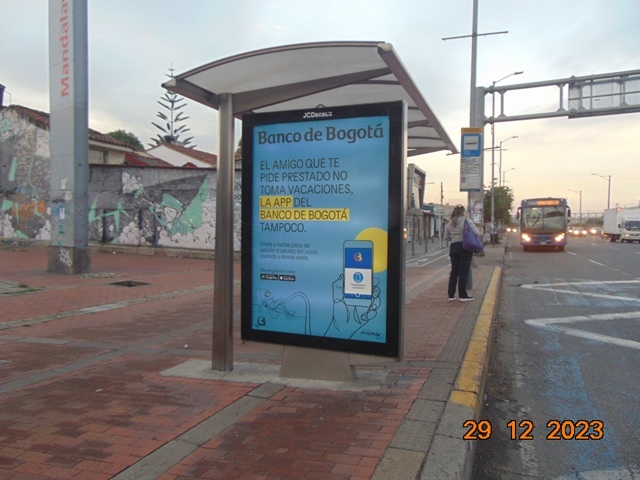 Mandalay
JCDecaux
Banco de Bogotá
EL AMIGO QUE TE
PIDE PRESTADO NO
TOMA VACACIONES,
LA APP DEL
BANCO DE BOGOTÁ
TAMPOCO.
29 12 2023